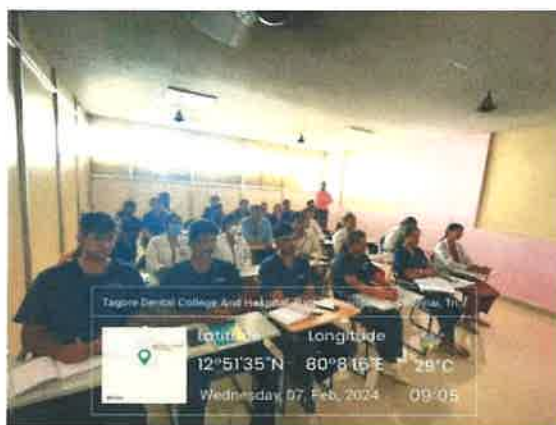 Tagore Dental College And Hospital,
Latitude Longitude
12°51'35"N 80°8'16"E 29°C
Wednesday, 07, Feb, 2024 09:05